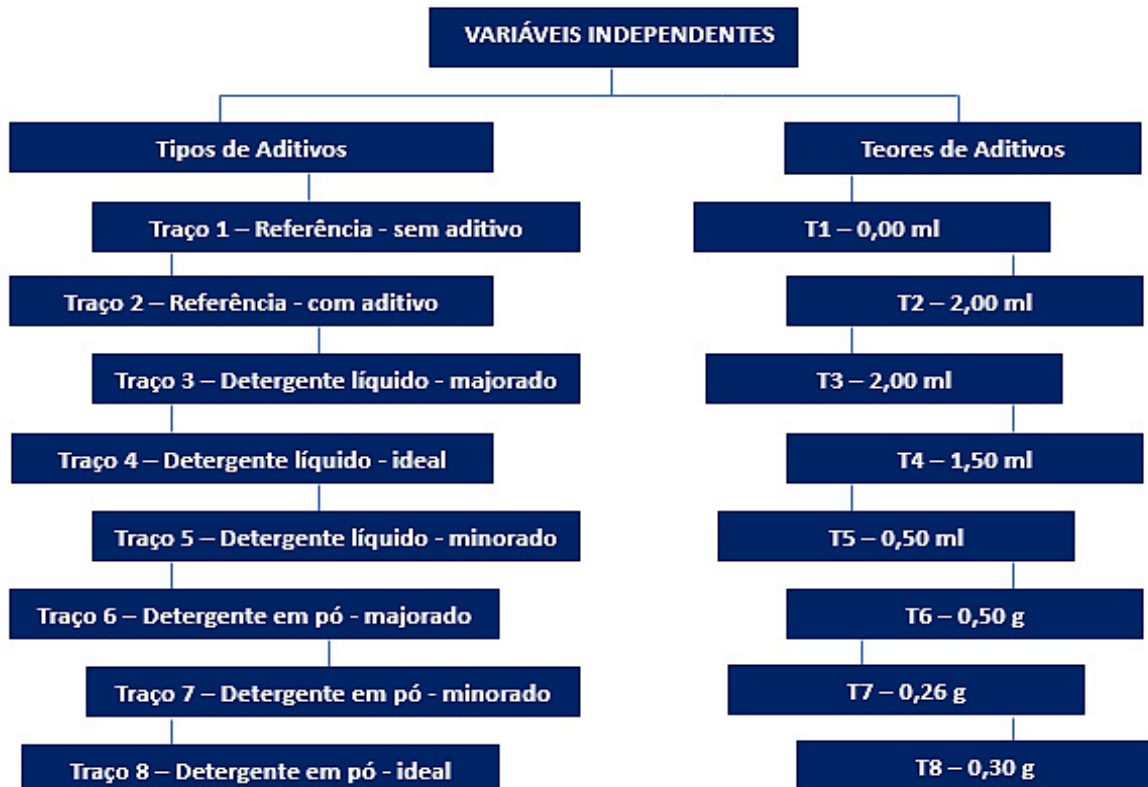 VARIÁVEIS INDEPENDENTES
Tipos de Aditivos
Traço 1 – Referência - sem aditivo
Traço 2 – Referência - com aditivo
Traço 3 – Detergente líquido - majorado
Traço 4 – Detergente líquido - ideal
Traço 5 – Detergente líquido - minorado
Traço 6 – Detergente em pó - majorado
Traço 7 – Detergente em pó - minorado
Traço 8 – Detergente em pó - ideal
Teores de Aditivos
T1 – 0,00 ml
T2 – 2,00 ml
T3 – 2,00 ml
T4 – 1,50 ml
T5 – 0,50 ml
T6 – 0,50 g
T7 – 0,26 g
T8 – 0,30 g